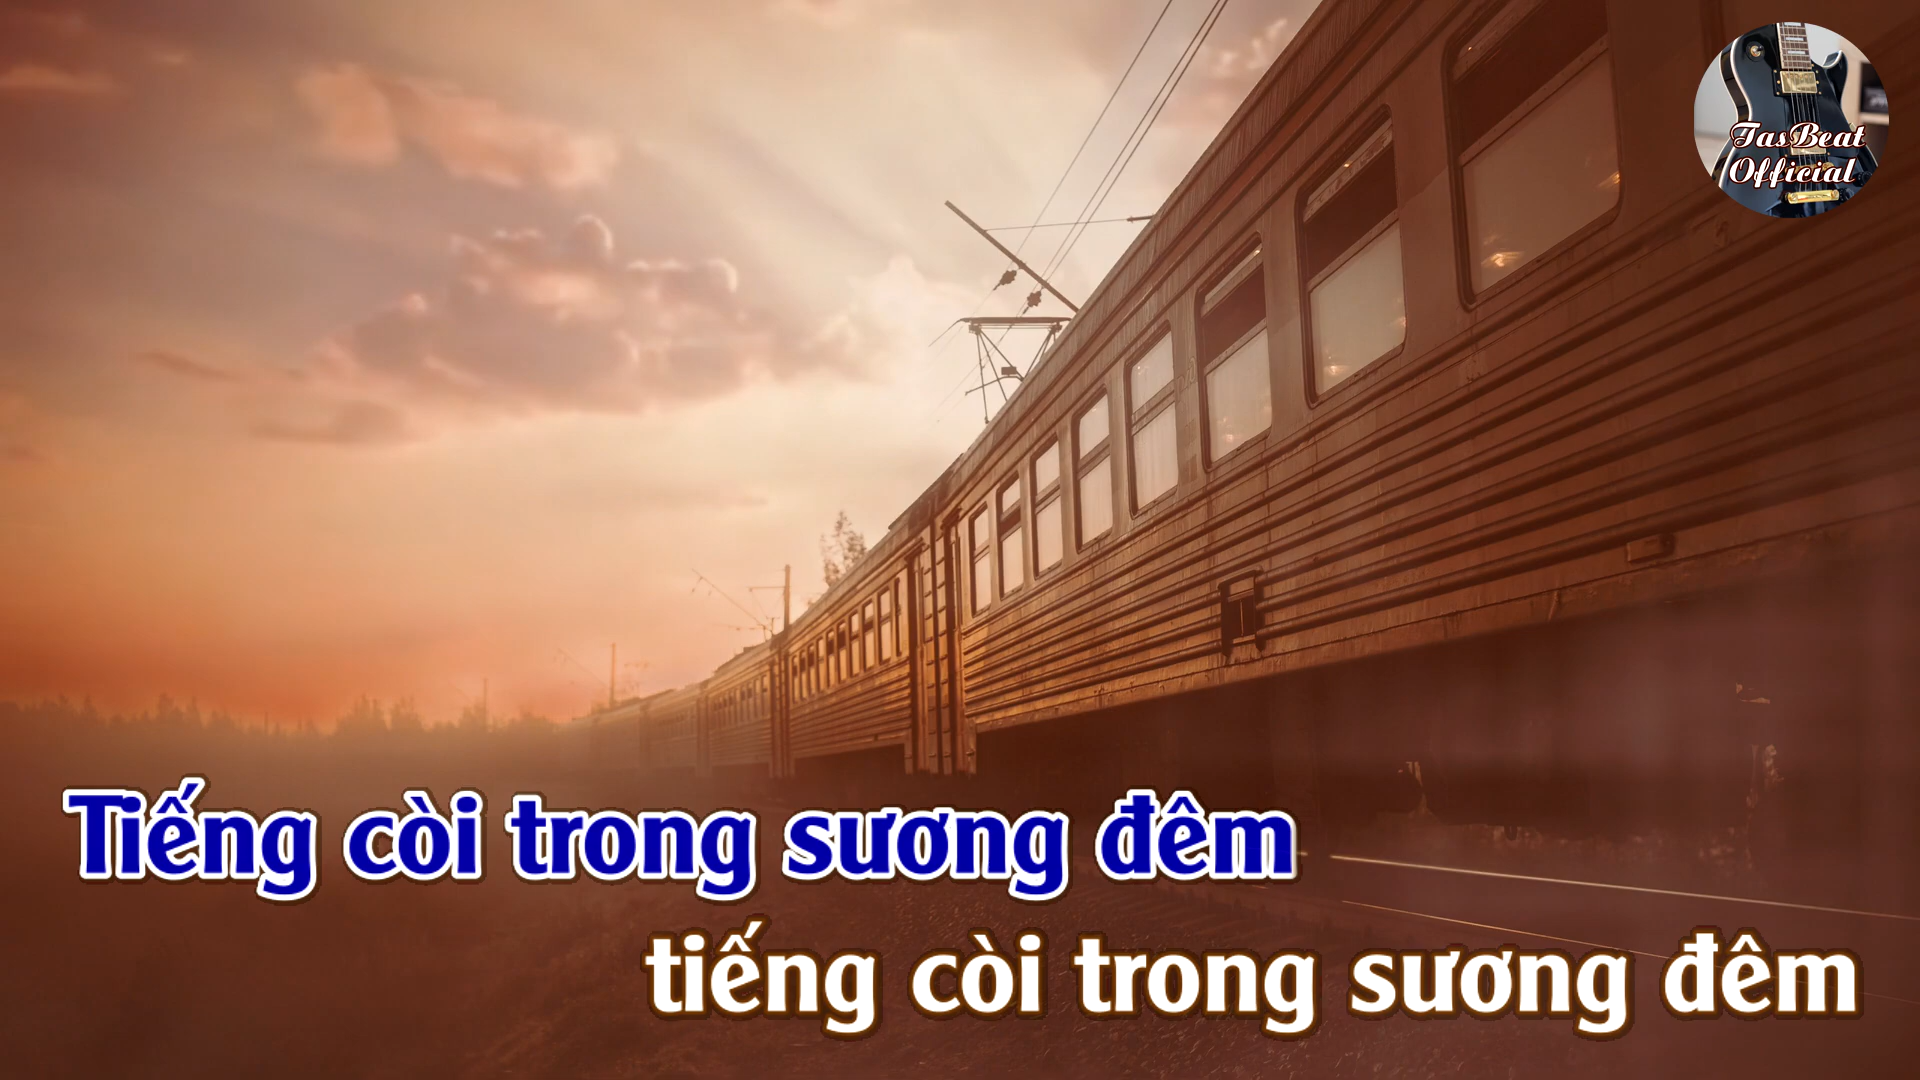 TasBeat
Official
Tiếng còi trong sương đêm
tiếng còi trong sương đêm